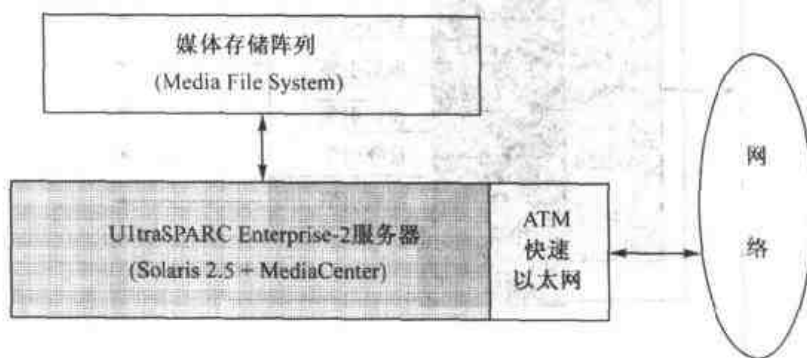 媒体存储阵列
(Media File System)
UltraSPARC Enterprise-2服务器
(Solaris 2.5 + MediaCenter)
ATM
快速
以太网
网
络